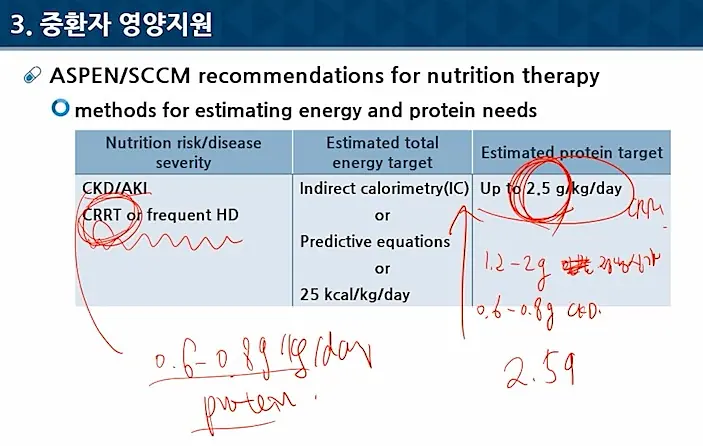 3. 중환자 영양지원
ASPEN/SCCM recommendations for nutrition therapy
methods for estimating energy and protein needs
Nutrition risk/disease severity
Estimated total energy target
Estimated protein target
CKD/AKI
CRRT or frequent HD
Indirect calorimetry(IC)
or
Predictive equations
or
25 kcal/kg/day
Up to 2.5 g/kg/day
CRRT
1.2-2g
0.6-0.8g CKD.
0.6-0.8g/kg/day
protein.
2.5g